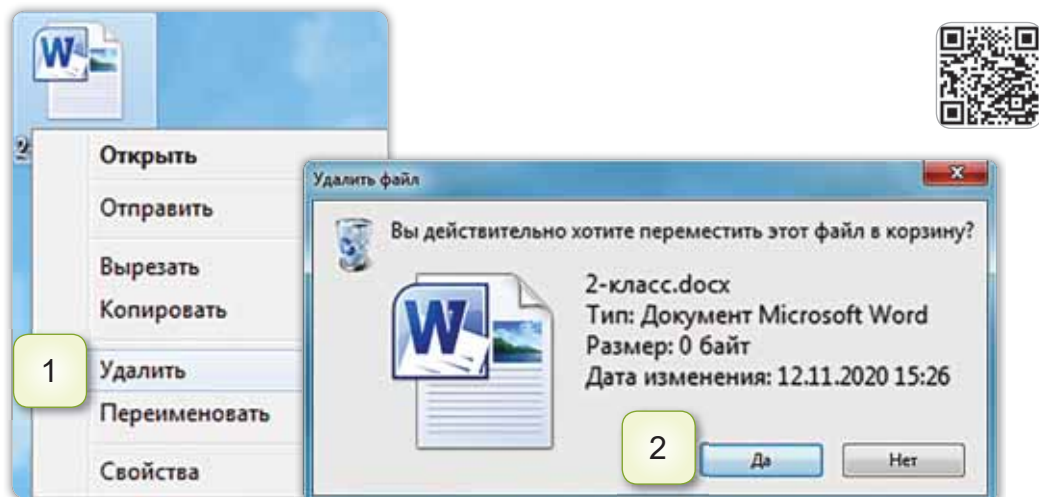 W
2
Открыть
Отправить
Вырезать
Копировать
1
Удалить
Переименовать
Свойства
Удалить файл
X
Вы действительно хотите переместить этот файл в корзину?
W
2-класс.docx
Тип: Документ Microsoft Word
Размер: 0 байт
Дата изменения: 12.11.2020 15:26
2
Да
Нет